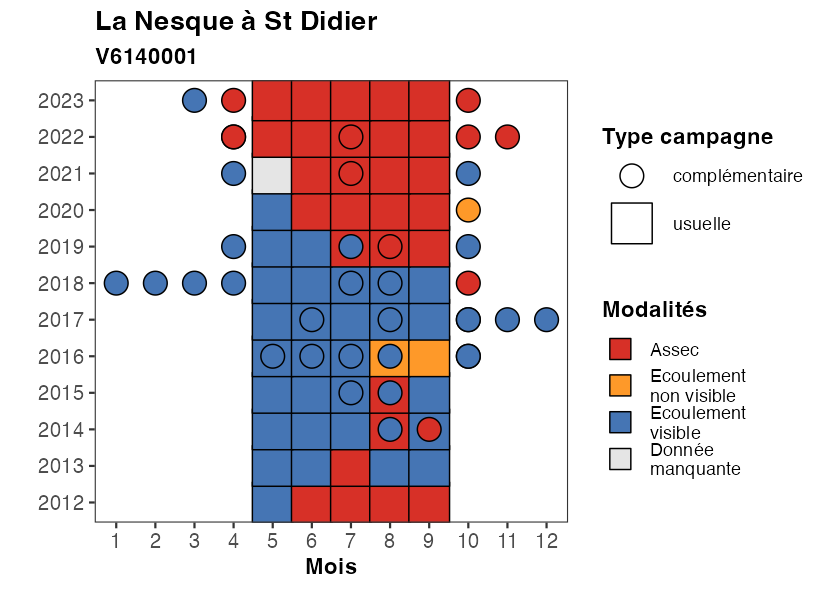 La Nesque à St Didier
V6140001
2023
2022
2021
2020
2019
2018
2017
2016
2015
2014
2013
2012
1 2 3 4 5 6 7 8 9 10 11 12
Mois
Type campagne
complémentaire
usuelle
Modalités
Assec
Ecoulement
non visible
Ecoulement
visible
Donnée
manquante